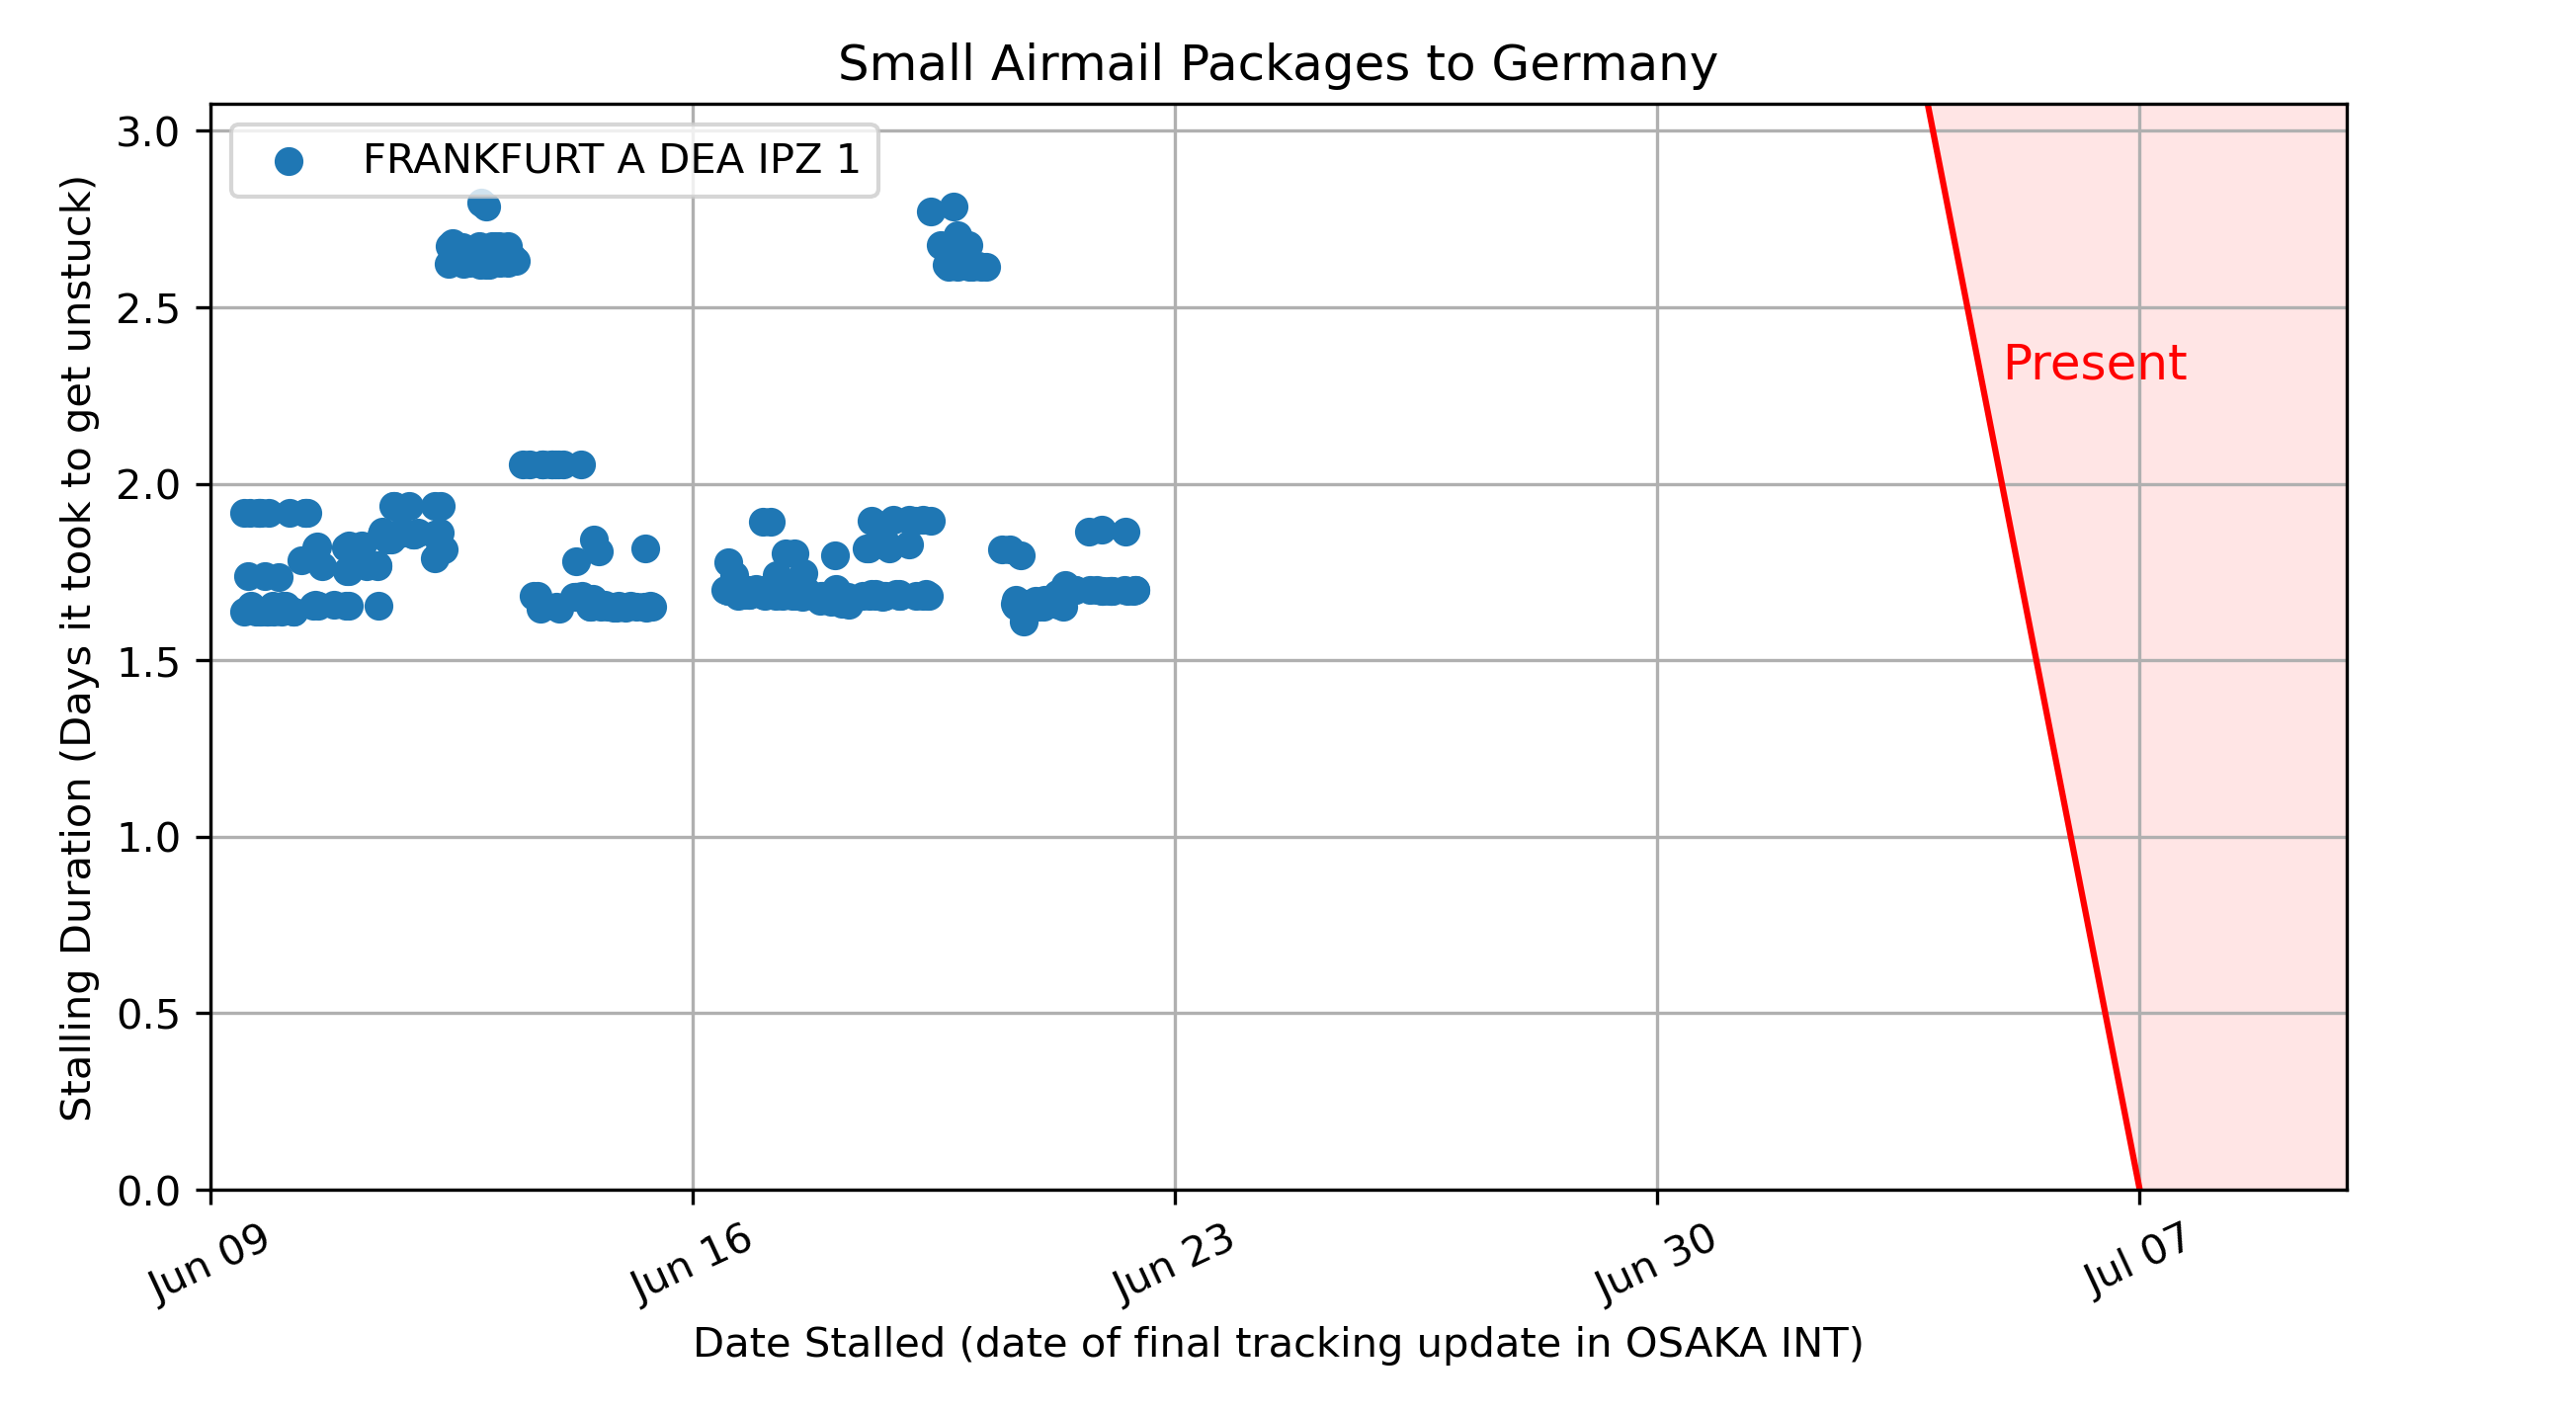 Small Airmail Packages to Germany
FRANKFURT A DEA IPZ 1
Stalling Duration (Days it took to get unstuck)
3.0
2.5
2.0
1.5
1.0
0.5
0.0
Present
Jun 09
Jun 16
Jun 23
Jun 30
Jul 07
Date Stalled (date of final tracking update in OSAKA INT)